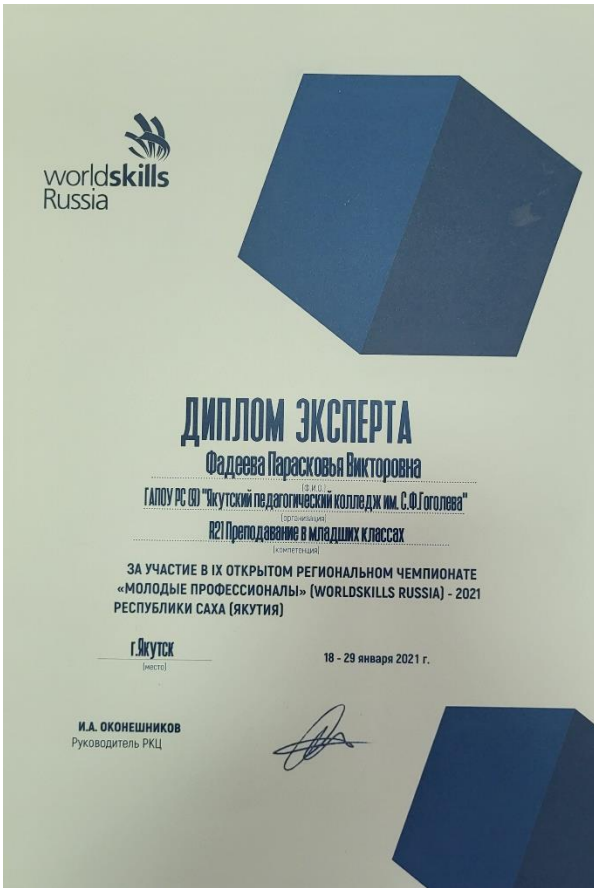 worldskills
Russia
ДИПЛОМ ЭКСПЕРТА
Фадеева Парасковья Викторовна
(Ф.И.О.)
ГАПОУ РС (Я) "Якутский педагогический колледж им. С.Ф.Гоголева"
(организация)
R21 Преподавание в младших классах
(компетенция)
ЗА УЧАСТИЕ В IX ОТКРЫТОМ РЕГИОНАЛЬНОМ ЧЕМПИОНАТЕ
«МОЛОДЫЕ ПРОФЕССИОНАЛЫ» (WORLDSKILLS RUSSIA) - 2021
РЕСПУБЛИКИ САХА (ЯКУТИЯ)
г.Якутск
(место)
18 - 29 января 2021 г.
И.А. ОКОНЕШНИКОВ
Руководитель РКЦ